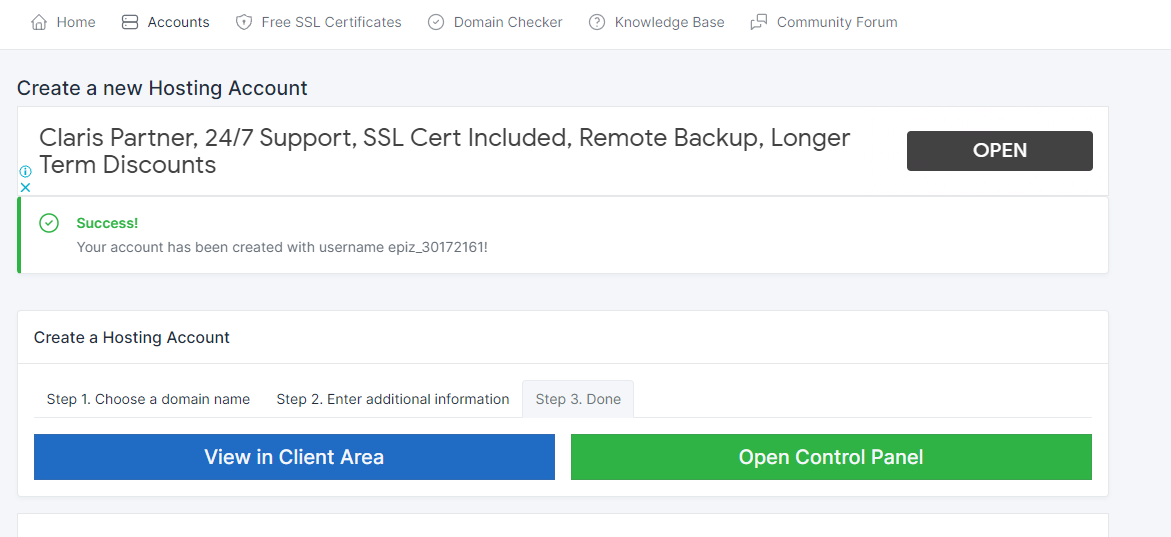 Home Accounts Free SSL Certificates Domain Checker Knowledge Base Community Forum
Create a new Hosting Account
Claris Partner, 24/7 Support, SSL Cert Included, Remote Backup, Longer
Term Discounts
OPEN
Success!
Your account has been created with username epiz_30172161!
Create a Hosting Account
Step 1. Choose a domain name Step 2. Enter additional information Step 3. Done
View in Client Area Open Control Panel